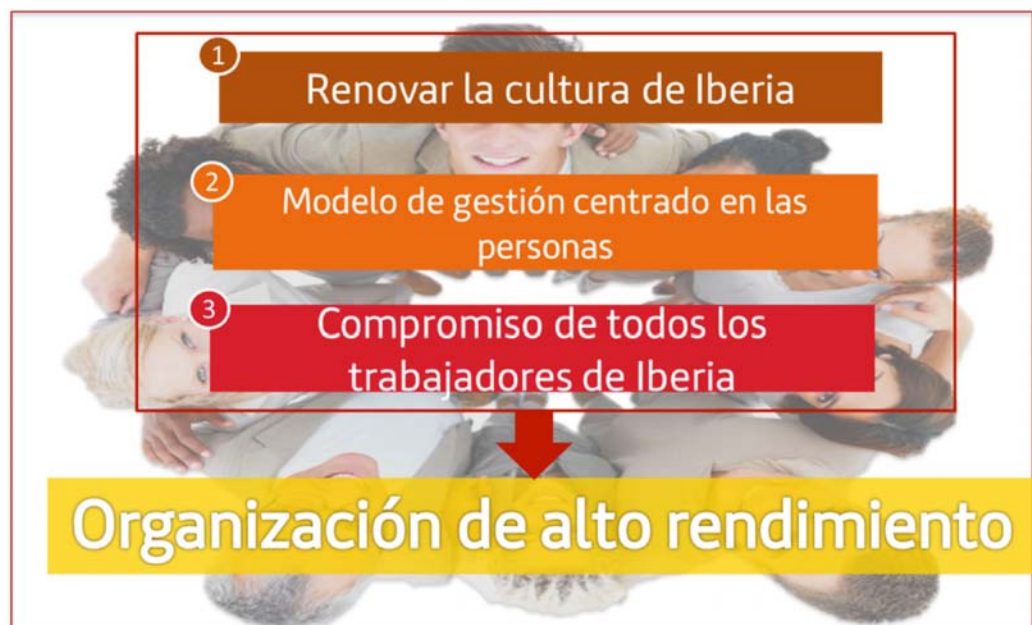 1
Renovar la cultura de Iberia
2
Modelo de gestión centrado en las
personas
3
Compromiso de todos los
trabajadores de Iberia
Organización de alto rendimiento